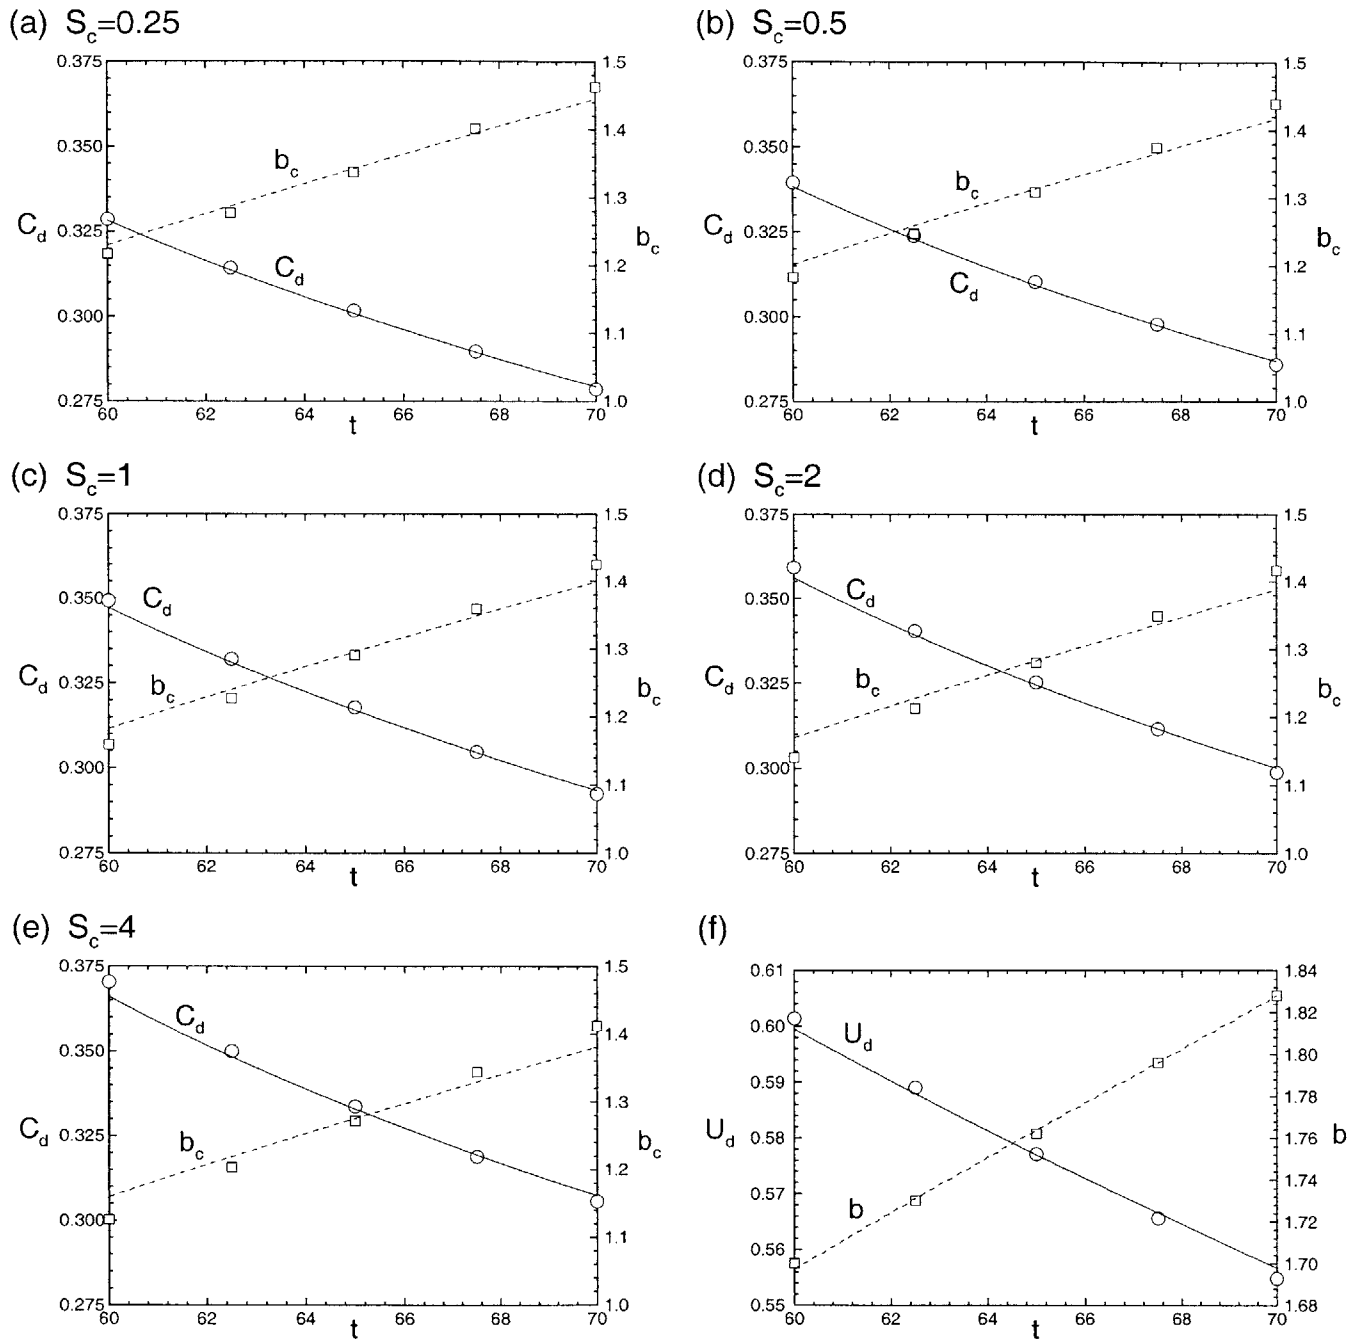 (a) S_c=0.25
0.375
0.350
0.325
0.300
0.275
C_d
b_c
C_d
1.5
1.4
1.3
1.2
1.1
1.0
b_c
60 62 64 66 68 70
t
(b) S_c=0.5
0.375
0.350
0.325
0.300
0.275
C_d
b_c
C_d
1.5
1.4
1.3
1.2
1.1
1.0
b_c
60 62 64 66 68 70
t
(c) S_c=1
0.375
0.350
0.325
0.300
0.275
C_d
C_d
b_c
1.5
1.4
1.3
1.2
1.1
1.0
b_c
60 62 64 66 68 70
t
(d) S_c=2
0.375
0.350
0.325
0.300
0.275
C_d
C_d
b_c
1.5
1.4
1.3
1.2
1.1
1.0
b_c
60 62 64 66 68 70
t
(e) S_c=4
0.375
0.350
0.325
0.300
0.275
C_d
C_d
b_c
1.5
1.4
1.3
1.2
1.1
1.0
b_c
60 62 64 66 68 70
t
(f)
0.61
0.60
0.59
0.58
0.57
0.56
0.55
U_d
U_d
b
1.84
1.82
1.80
1.78
1.76
1.74
1.72
1.70
1.68
b
60 62 64 66 68 70
t